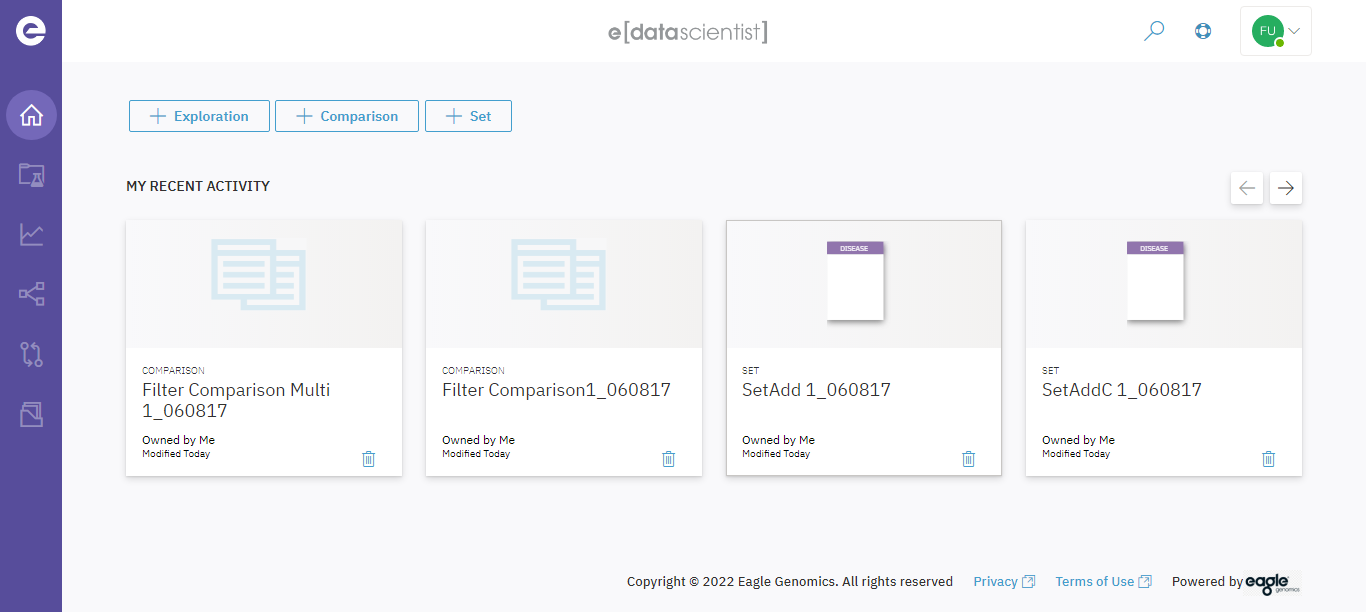 e[datascientist]
FU
Exploration
Comparison
Set
MY RECENT ACTIVITY
COMPARISON
Filter Comparison Multi
1_060817
Owned by Me
Modified Today
COMPARISON
Filter Comparison1_060817
Owned by Me
Modified Today
DISEASE
SET
SetAdd 1_060817
Owned by Me
Modified Today
DISEASE
SET
SetAddC 1_060817
Owned by Me
Modified Today
Copyright © 2022 Eagle Genomics. All rights reserved Privacy Terms of Use Powered by eagle genomics